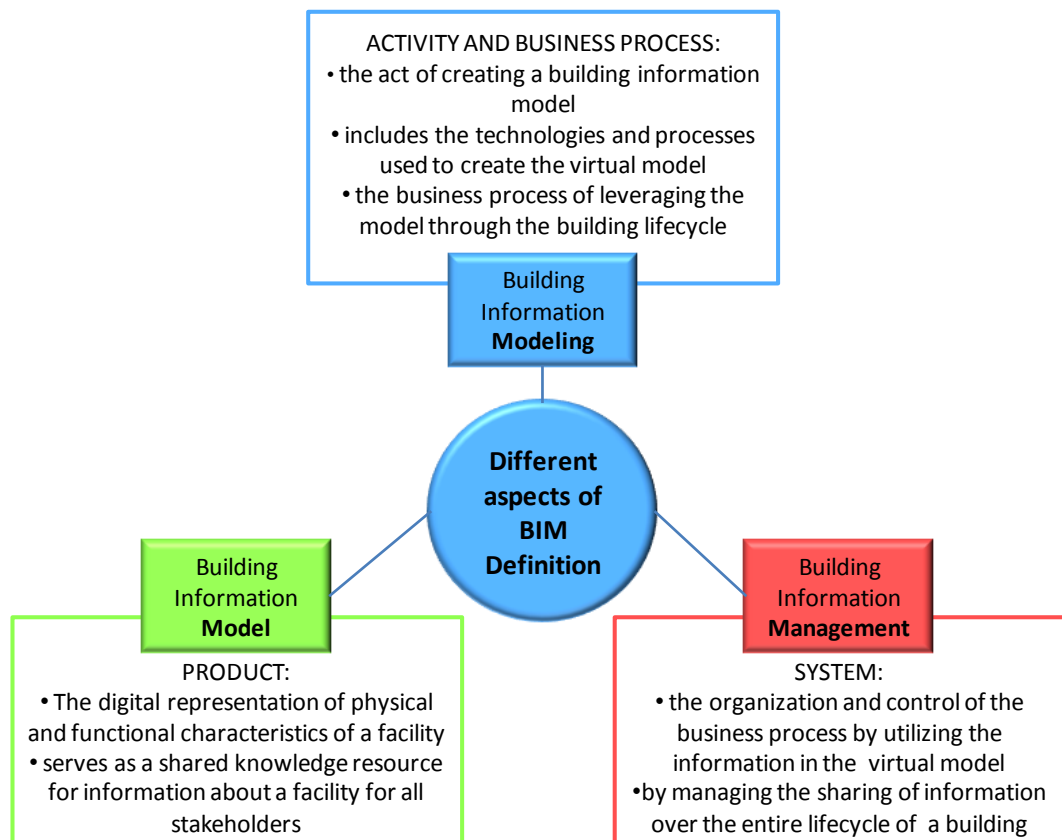 ACTIVITY AND BUSINESS PROCESS:
• the act of creating a building information
model
• includes the technologies and processes
used to create the virtual model
• the business process of leveraging the
model through the building lifecycle
Building
Information
Modeling
Different
aspects of
BIM
Definition
Building
Information
Model
PRODUCT:
• The digital representation of physical
and functional characteristics of a facility
• serves as a shared knowledge resource
for information about a facility for all
stakeholders
Building
Information
Management
SYSTEM:
• the organization and control of the
business process by utilizing the
information in the virtual model
•by managing the sharing of information
over the entire lifecycle of a building